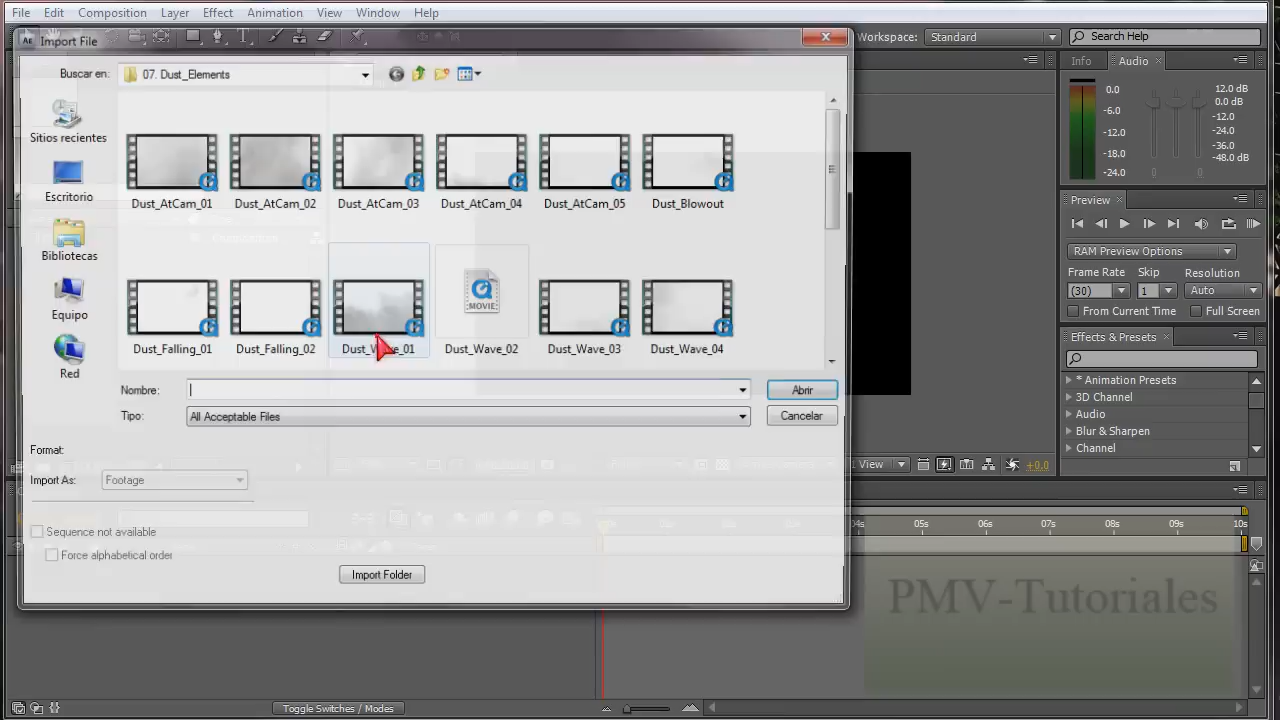 File Edit Composition Layer Effect Animation View Window Help
Import File
Workspace: Standard
Search Help
Buscar en: 07. Dust_Elements
Info Audio
Sitios recientes
Escritorio
Bibliotecas
Equipo
Red
Dust_AtCam_01 Dust_AtCam_02 Dust_AtCam_03 Dust_AtCam_04 Dust_AtCam_05 Dust_Blowout
MOVIE
Dust_Falling_01 Dust_Falling_02 Dust_Wave_01 Dust_Wave_02 Dust_Wave_03 Dust_Wave_04
Nombre:
Abrir
Tipo: All Acceptable Files
Cancelar
Format:
Import As: Footage
Sequence not available
Force alphabetical order
Import Folder
0.0
-6.0
-12.0
-18.0
-24.0
12.0 dB
0.0 dB
-12.0
-24.0
-36.0
-48.0 dB
0 0
Preview
RAM Preview Options
Frame Rate Skip Resolution
(30) 1 Auto
From Current Time Full Screen
Effects & Presets
* Animation Presets
3D Channel
Audio
Blur & Sharpen
Channel
1 View
+0.0
04s 05s 06s 07s 08s 09s 10s
PMV-Tutoriales
Toggle Switches / Modes